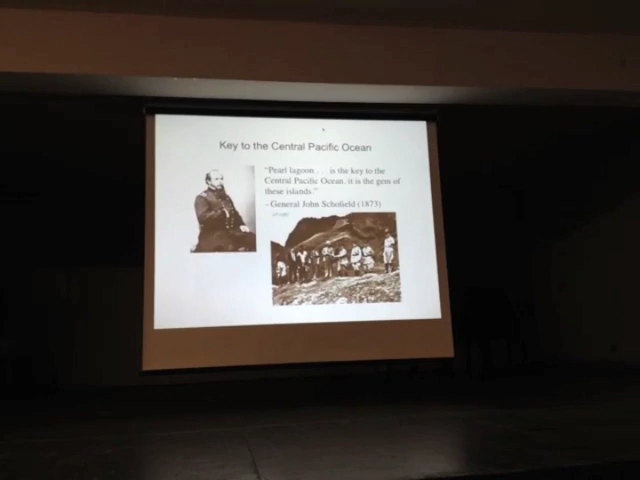 Key to the Central Pacific Ocean
"Pearl lagoon . . . is the key to the
Central Pacific Ocean, it is the gem of
these islands."
- General John Schofield (1873)